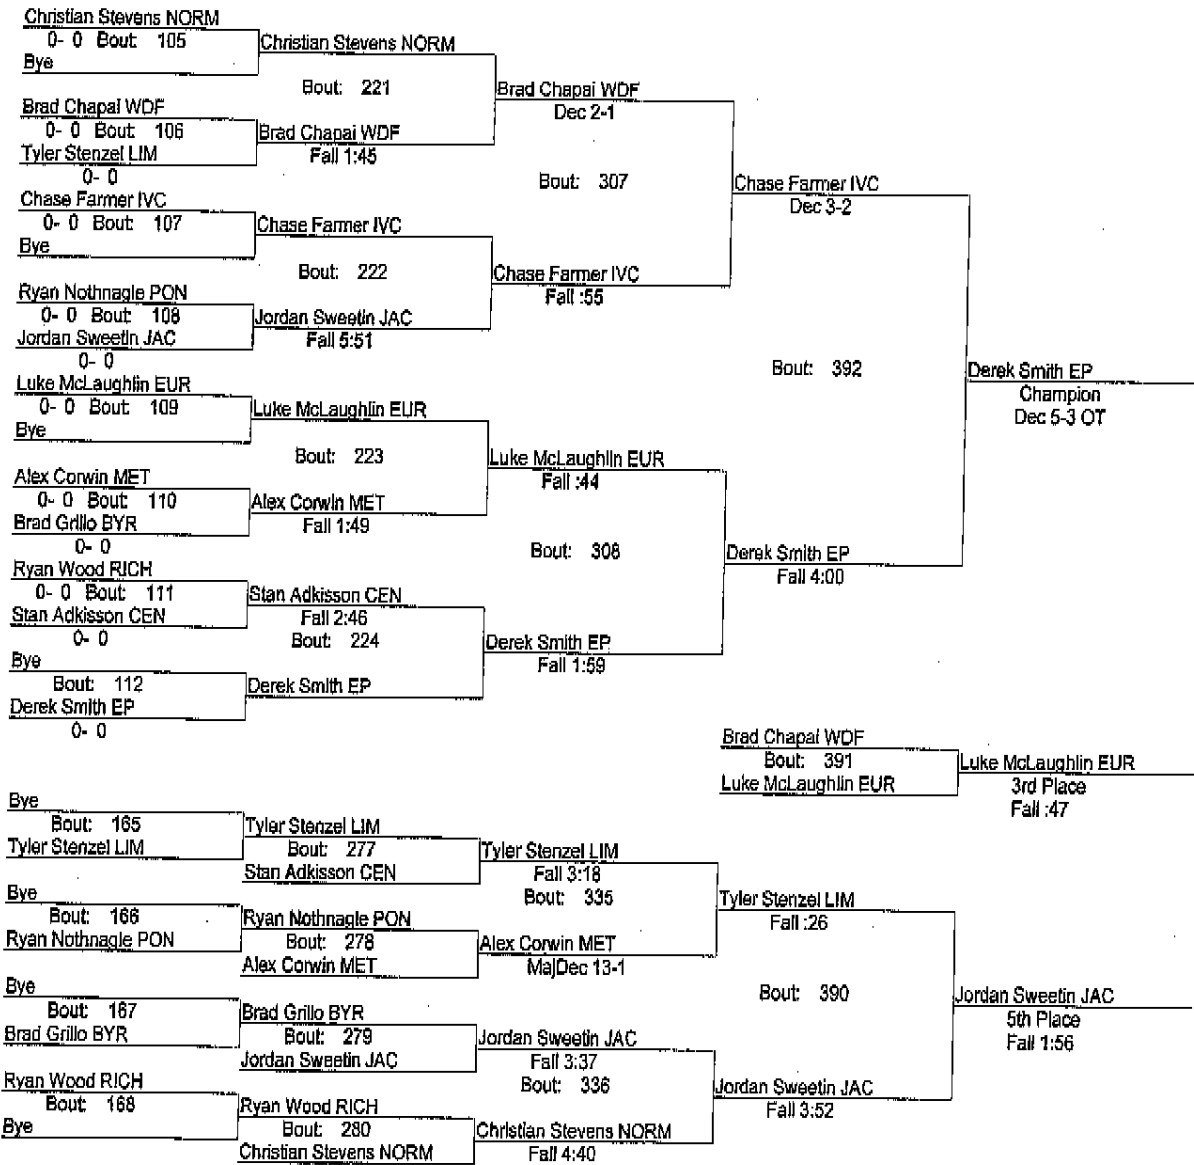 Christian Stevens NORM
0- 0 Bout: 105
Bye
Christian Stevens NORM
Bout: 221
Brad Chapai WDF
0- 0 Bout: 106
Tyler Stenzel LIM
0- 0
Brad Chapai WDF
Fall 1:45
Brad Chapai WDF
Dec 2-1
Bout: 307
Chase Farmer IVC
0- 0 Bout: 107
Bye
Chase Farmer IVC
Bout: 222
Ryan Nothnagle PON
0- 0 Bout: 108
Jordan Sweetin JAC
0- 0
Jordan Sweetin JAC
Fall 5:51
Chase Farmer IVC
Fall :55
Chase Farmer IVC
Dec 3-2
Bout: 392
Luke McLaughlin EUR
0- 0 Bout: 109
Bye
Luke McLaughlin EUR
Bout: 223
Alex Corwin MET
0- 0 Bout: 110
Brad Grillo BYR
0- 0
Alex Corwin MET
Fall 1:49
Luke McLaughlin EUR
Fall :44
Bout: 308
Ryan Wood RICH
0- 0 Bout: 111
Stan Adkisson CEN
0- 0
Stan Adkisson CEN
Fall 2:46
Bout: 224
Bye
Bout: 112
Derek Smith EP
0- 0
Derek Smith EP
Derek Smith EP
Fall 1:59
Derek Smith EP
Fall 4:00
Derek Smith EP
Champion
Dec 5-3 OT
Brad Chapai WDF
Bout: 391
Luke McLaughlin EUR
Luke McLaughlin EUR
3rd Place
Fall :47
Bye
Bout: 165
Tyler Stenzel LIM
Tyler Stenzel LIM
Bout: 277
Stan Adkisson CEN
Tyler Stenzel LIM
Fall 3:18
Bout: 335
Bye
Bout: 166
Ryan Nothnagle PON
Ryan Nothnagle PON
Bout: 278
Alex Corwin MET
Alex Corwin MET
MajDec 13-1
Tyler Stenzel LIM
Fall :26
Bout: 390
Bye
Bout: 167
Brad Grillo BYR
Brad Grillo BYR
Bout: 279
Jordan Sweetin JAC
Jordan Sweetin JAC
Fall 3:37
Bout: 336
Ryan Wood RICH
Bout: 168
Bye
Ryan Wood RICH
Bout: 280
Christian Stevens NORM
Christian Stevens NORM
Fall 4:40
Jordan Sweetin JAC
Fall 3:52
Jordan Sweetin JAC
5th Place
Fall 1:56